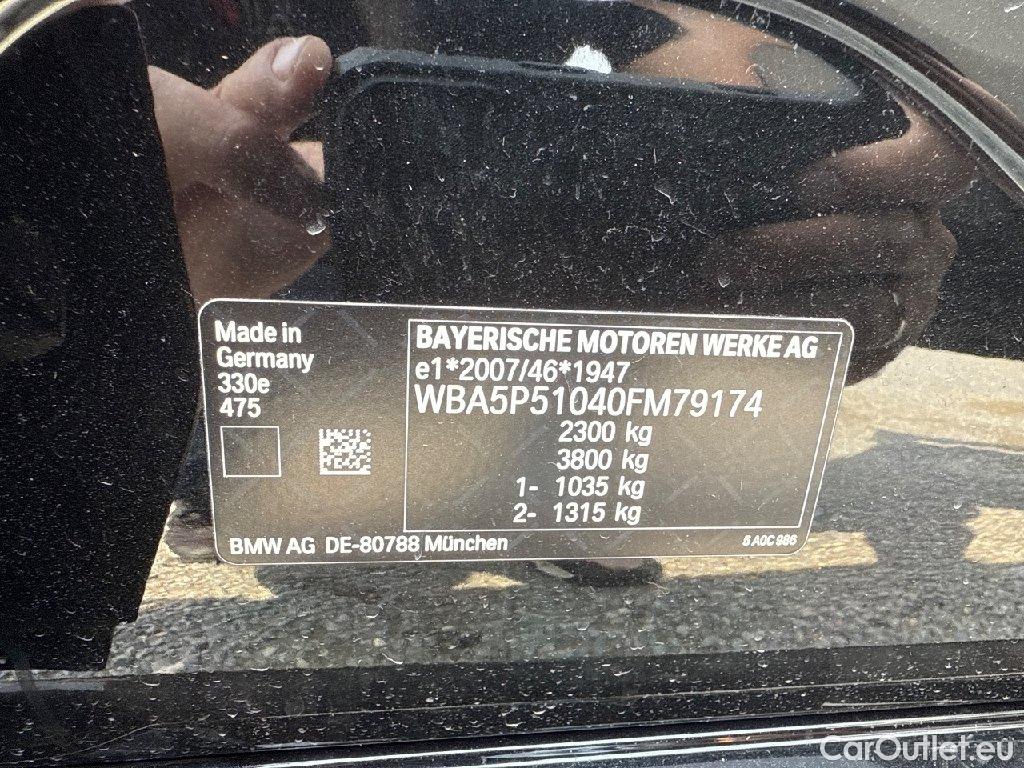 Made in
Germany
330e
475
BAYERISCHE MOTOREN WERKE AG
e1*2007/46*1947
WBA5P51040FM79174
2300 kg
3800 kg
1- 1035 kg
2- 1315 kg
BMW AG DE-80788 München
CarOutlet.eu